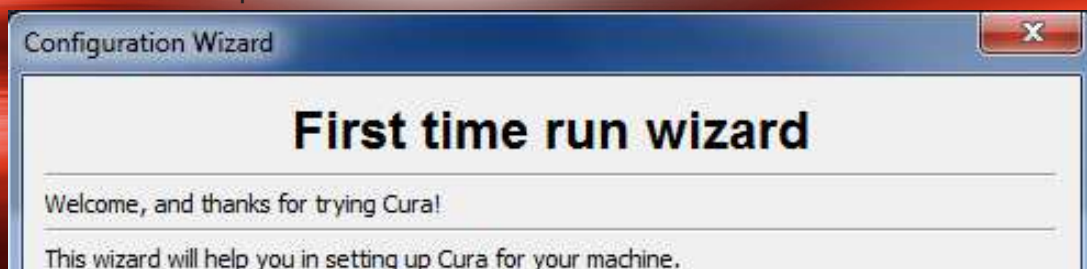 Configuration Wizard
First time run wizard
Welcome, and thanks for trying Cura!
This wizard will help you in setting up Cura for your machine.